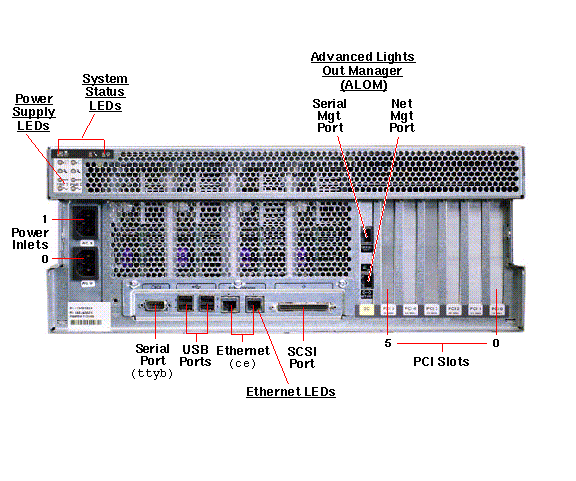 Advanced Lights
Out Manager
(ALOM)
System
Status
LEDs
Power
Supply
LEDs
Serial
Mgt
Port
Net
Mgt
Port
1
Power
Inlets
0
Serial
Port
(ttyb)
USB
Ports
Ethernet
(ce)
SCSI
Port
Ethernet LEDs
5
0
PCI Slots
SC